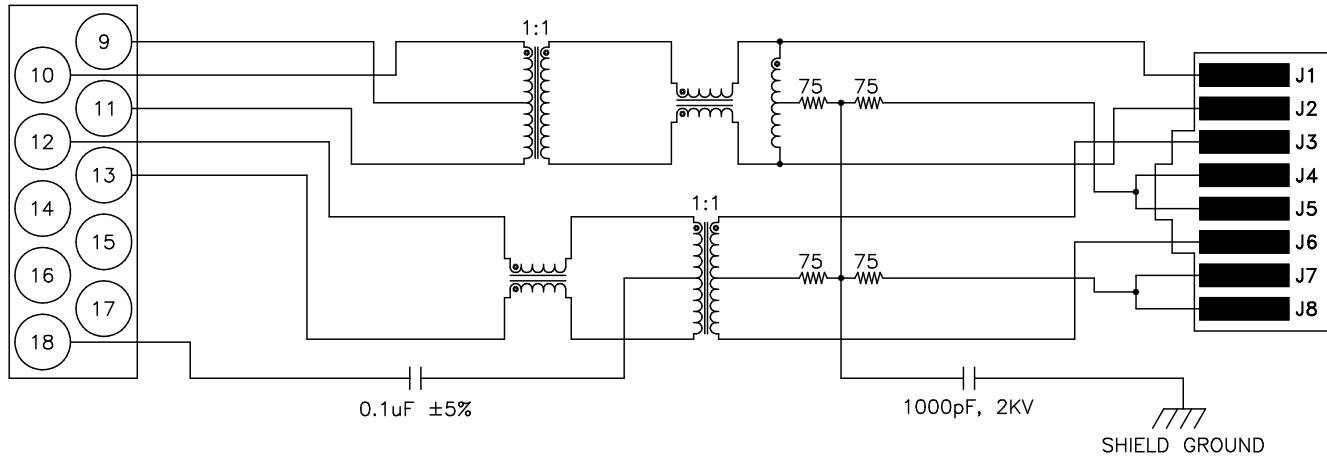 9
10
11
12
13
14
15
16
17
18
1:1
75 75
1:1
75 75
0.1uF ±5%
1000pF, 2KV
SHIELD GROUND
J1
J2
J3
J4
J5
J6
J7
J8